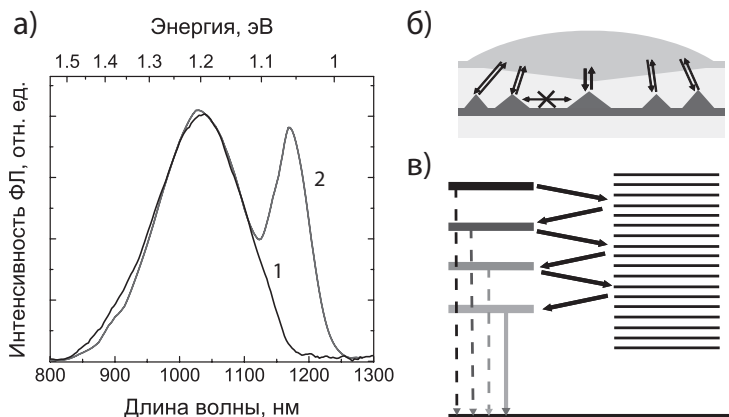 а)
Энергия, эВ
1.5 1.4 1.3 1.2 1.1 1
Интенсивность ФЛ, отн. ед.
1
2
800 900 1000 1100 1200 1300
Длина волны, нм
б)
в)